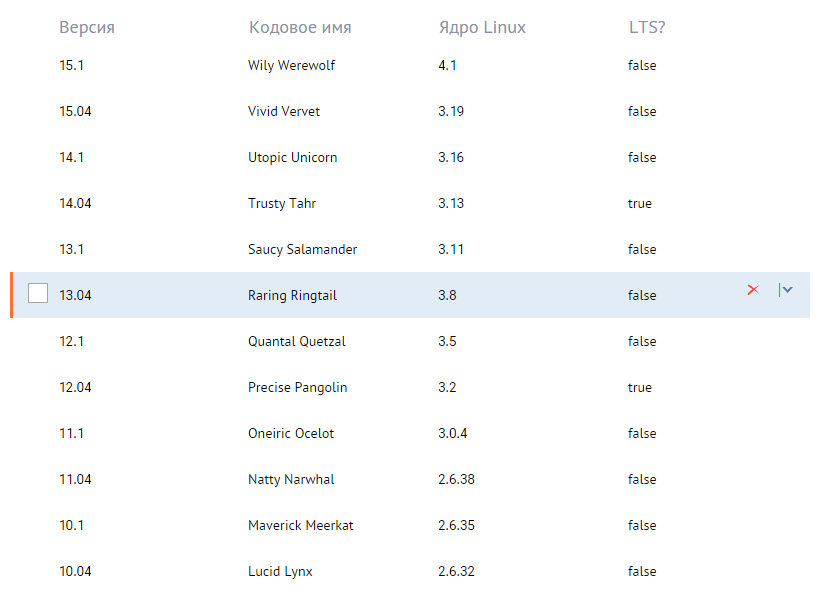 Версия Кодовое имя Ядро Linux LTS?
15.1 Wily Werewolf 4.1 false
15.04 Vivid Vervet 3.19 false
14.1 Utopic Unicorn 3.16 false
14.04 Trusty Tahr 3.13 true
13.1 Saucy Salamander 3.11 false
13.04 Raring Ringtail 3.8 false
12.1 Quantal Quetzal 3.5 false
12.04 Precise Pangolin 3.2 true
11.1 Oneiric Ocelot 3.0.4 false
11.04 Natty Narwhal 2.6.38 false
10.1 Maverick Meerkat 2.6.35 false
10.04 Lucid Lynx 2.6.32 false